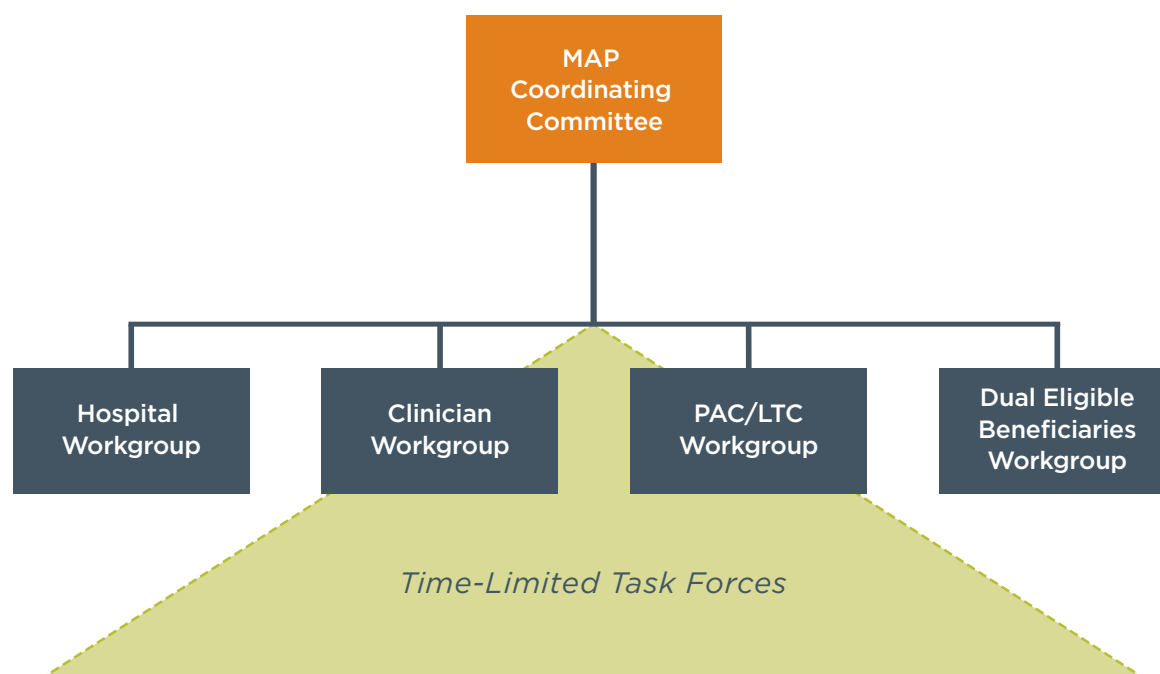 MAP
Coordinating
Committee
Hospital
Workgroup
Clinician
Workgroup
PAC/LTC
Workgroup
Dual Eligible
Beneficiaries
Workgroup
Time-Limited Task Forces